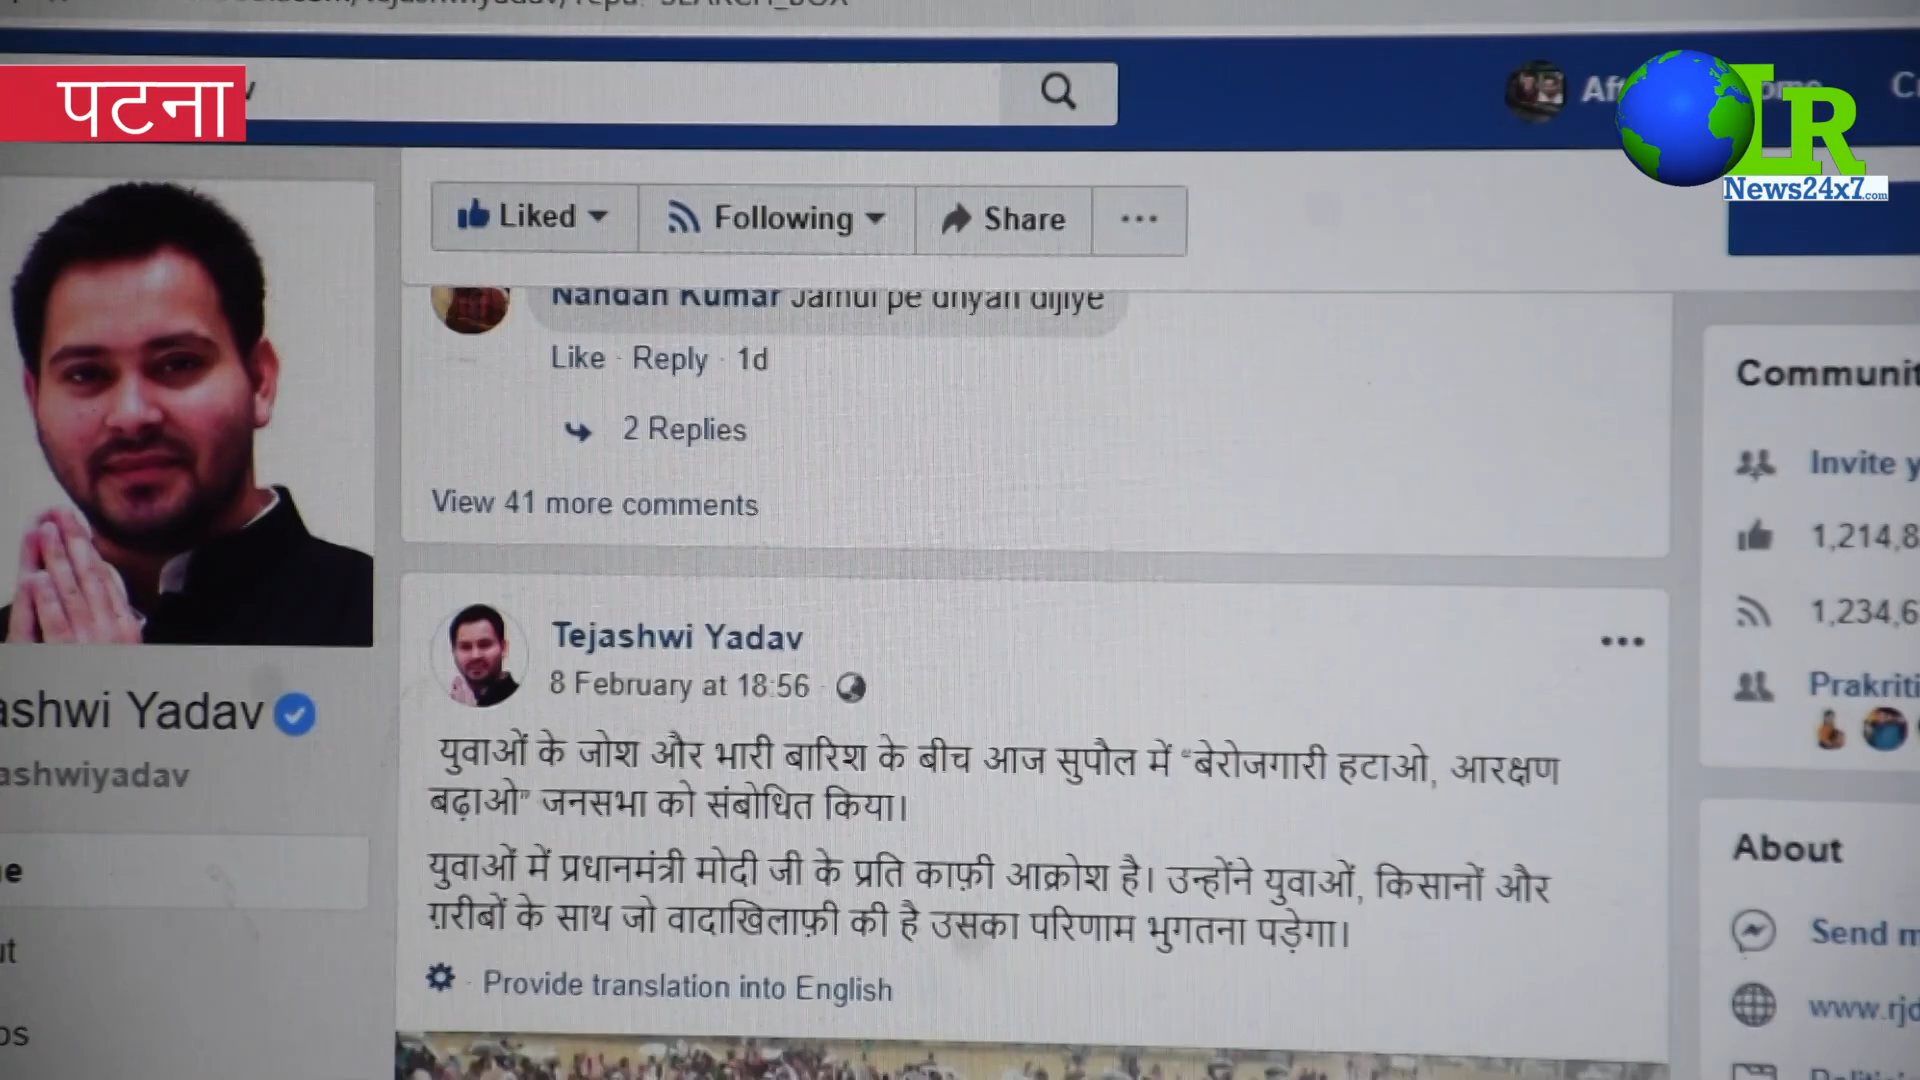 पटना
LR
News24x7.com
Liked
Following
Share
Nandan Kumar Jamui pe dhyan dijiye
Like · Reply · 1d
2 Replies
View 41 more comments
Communit
Invite y
1,214,8
1,234,6
Prakriti
ashwi Yadav
ashwiyadav
Tejashwi Yadav
8 February at 18:56
युवाओं के जोश और भारी बारिश के बीच आज सुपौल में "बेरोजगारी हटाओ, आरक्षण
बढ़ाओ" जनसभा को संबोधित किया।
युवाओं में प्रधानमंत्री मोदी जी के प्रति काफ़ी आक्रोश है। उन्होंने युवाओं, किसानों और
ग़रीबों के साथ जो वादाखिलाफ़ी की है उसका परिणाम भुगतना पड़ेगा।
Provide translation into English
About
Send m
www.rjd